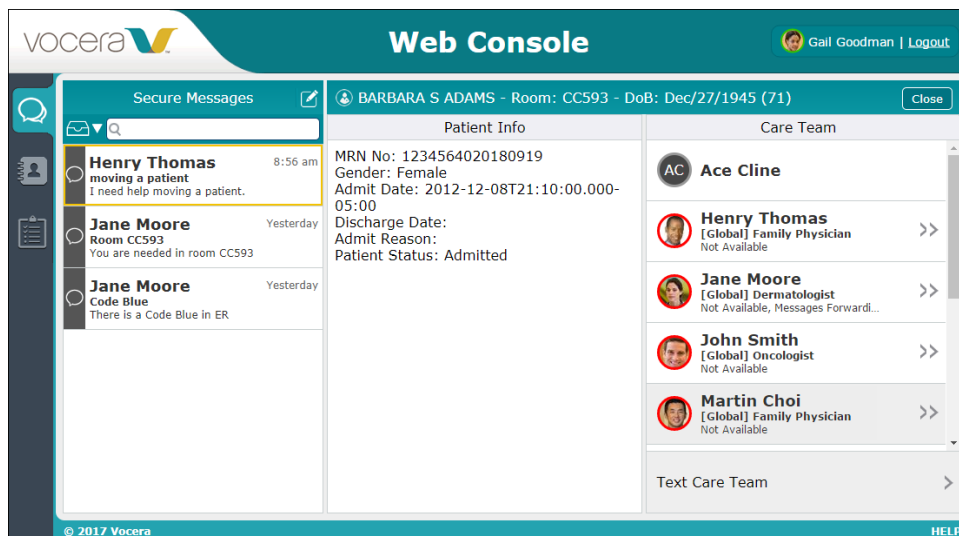 vocera
Web Console
Gail Goodman | Logout
Secure Messages
BARBARA S ADAMS - Room: CC593 - DoB: Dec/27/1945 (71)
Close
Henry Thomas 8:56 am
moving a patient
I need help moving a patient.
Jane Moore Yesterday
Room CC593
You are needed in room CC593
Jane Moore Yesterday
Code Blue
There is a Code Blue in ER
Patient Info
MRN No: 1234564020180919
Gender: Female
Admit Date: 2012-12-08T21:10:00.000-
05:00
Discharge Date:
Admit Reason:
Patient Status: Admitted
Care Team
AC Ace Cline
Henry Thomas
[Global] Family Physician
Not Available
Jane Moore
[Global] Dermatologist
Not Available, Messages Forwardi...
John Smith
[Global] Oncologist
Not Available
Martin Choi
[Global] Family Physician
Not Available
Text Care Team
© 2017 Vocera
HELP